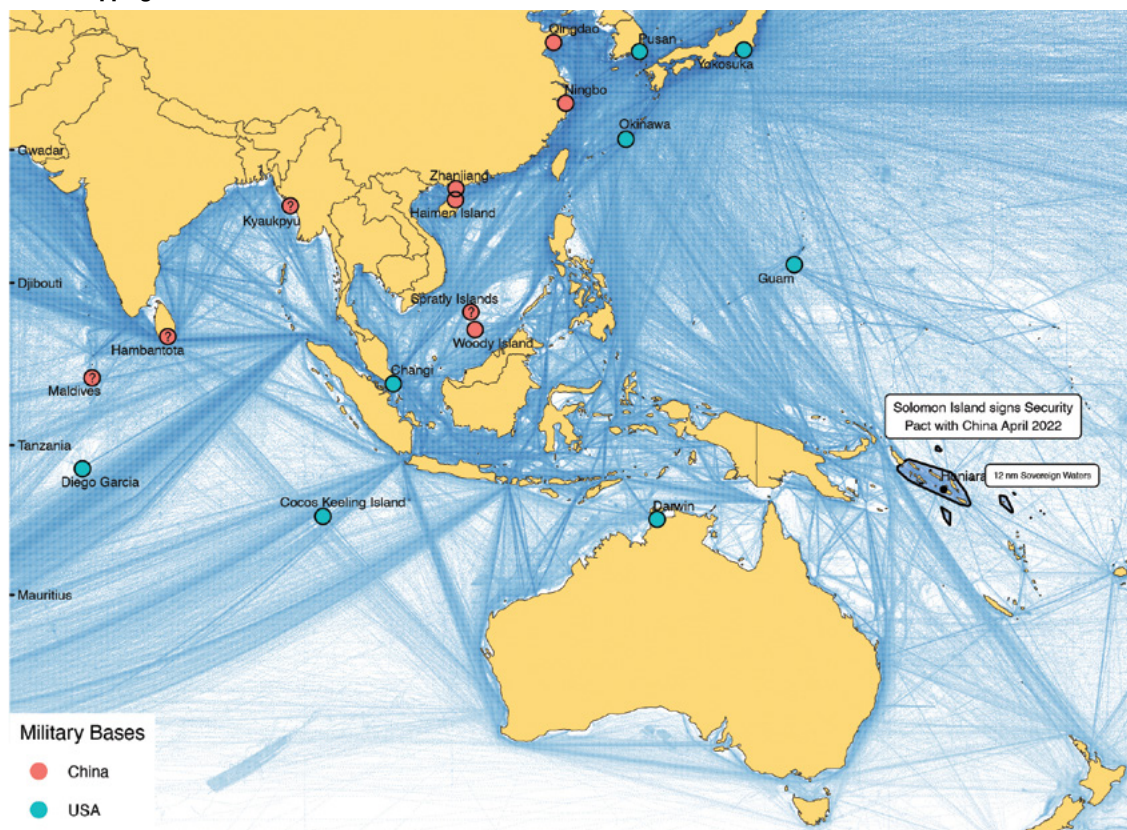 Qingdao
Pusan
Yokosuka
Ningbo
Okinawa
Gwadar
Zhanjiang
Haimen Island
?
Kyaukpyu
Guam
Djibouti
Spratly Islands
?
Woody Island
?
Hambantota
Changi
?
Maldives
Solomon Island signs Security
Pact with China April 2022
Tanzania
Diego Garcia
Honiara
12 nm Sovereign Waters
Cocos Keeling Island
Darwin
Mauritius
Military Bases
China
USA